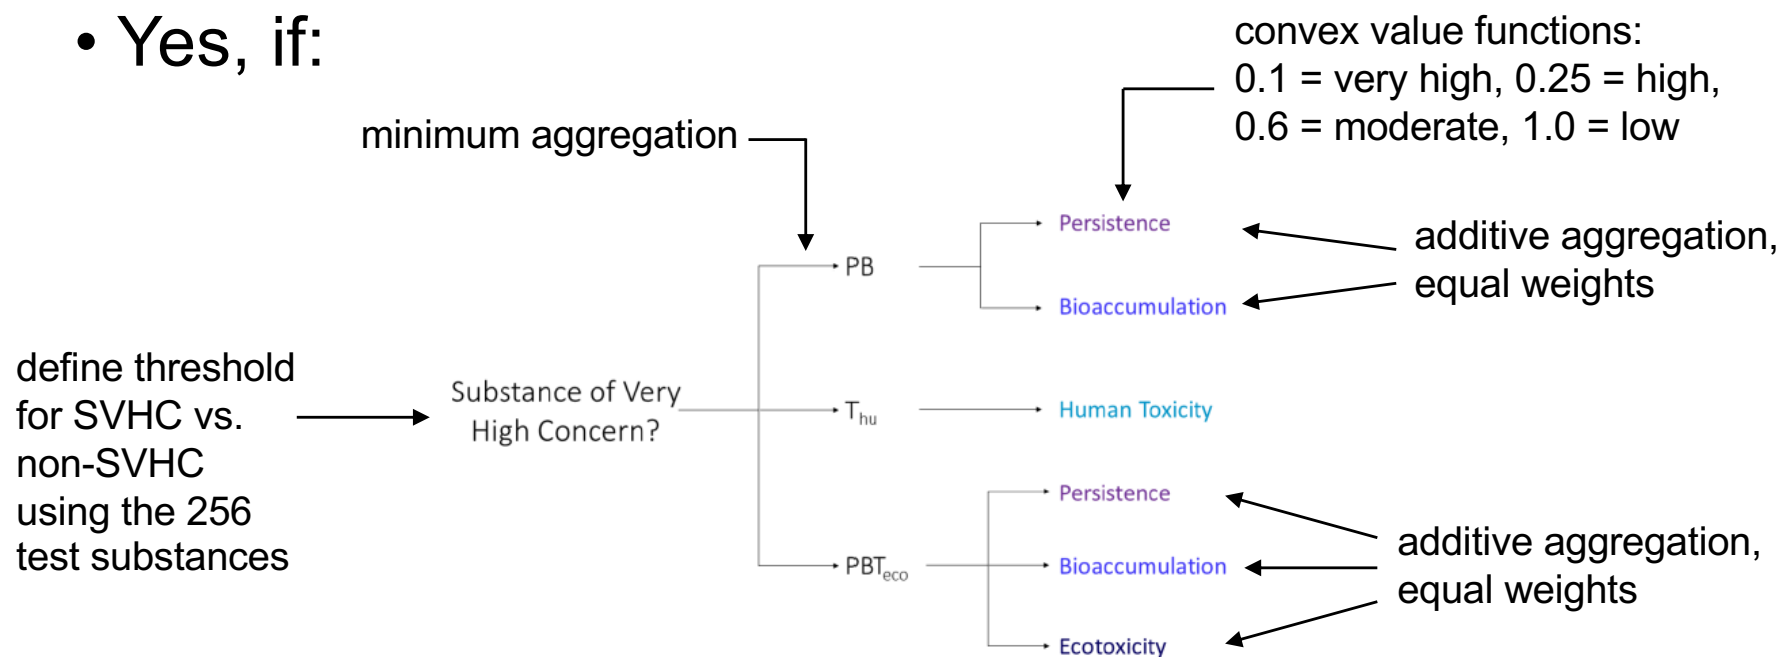 • Yes, if:
convex value functions:
0.1 = very high, 0.25 = high,
0.6 = moderate, 1.0 = low
minimum aggregation
Persistence
additive aggregation,
equal weights
PB
Bioaccumulation
define threshold
for SVHC vs.
non-SVHC
using the 256
test substances
Substance of Very
High Concern?
Thu
Human Toxicity
Persistence
PBTeco
Bioaccumulation
additive aggregation,
equal weights
Ecotoxicity